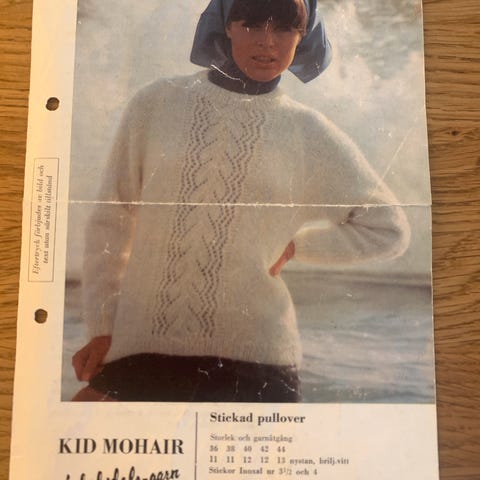 Eftertryck förbjudes av bild och
text utan särskilt tillstånd
KID MOHAIR
Stickad pullover
Storlek och garnåtgång
36 38 40 42 44
11 11 12 12 13 nystan, brilj.vitt
Stickor Inoxal nr 3½ och 4